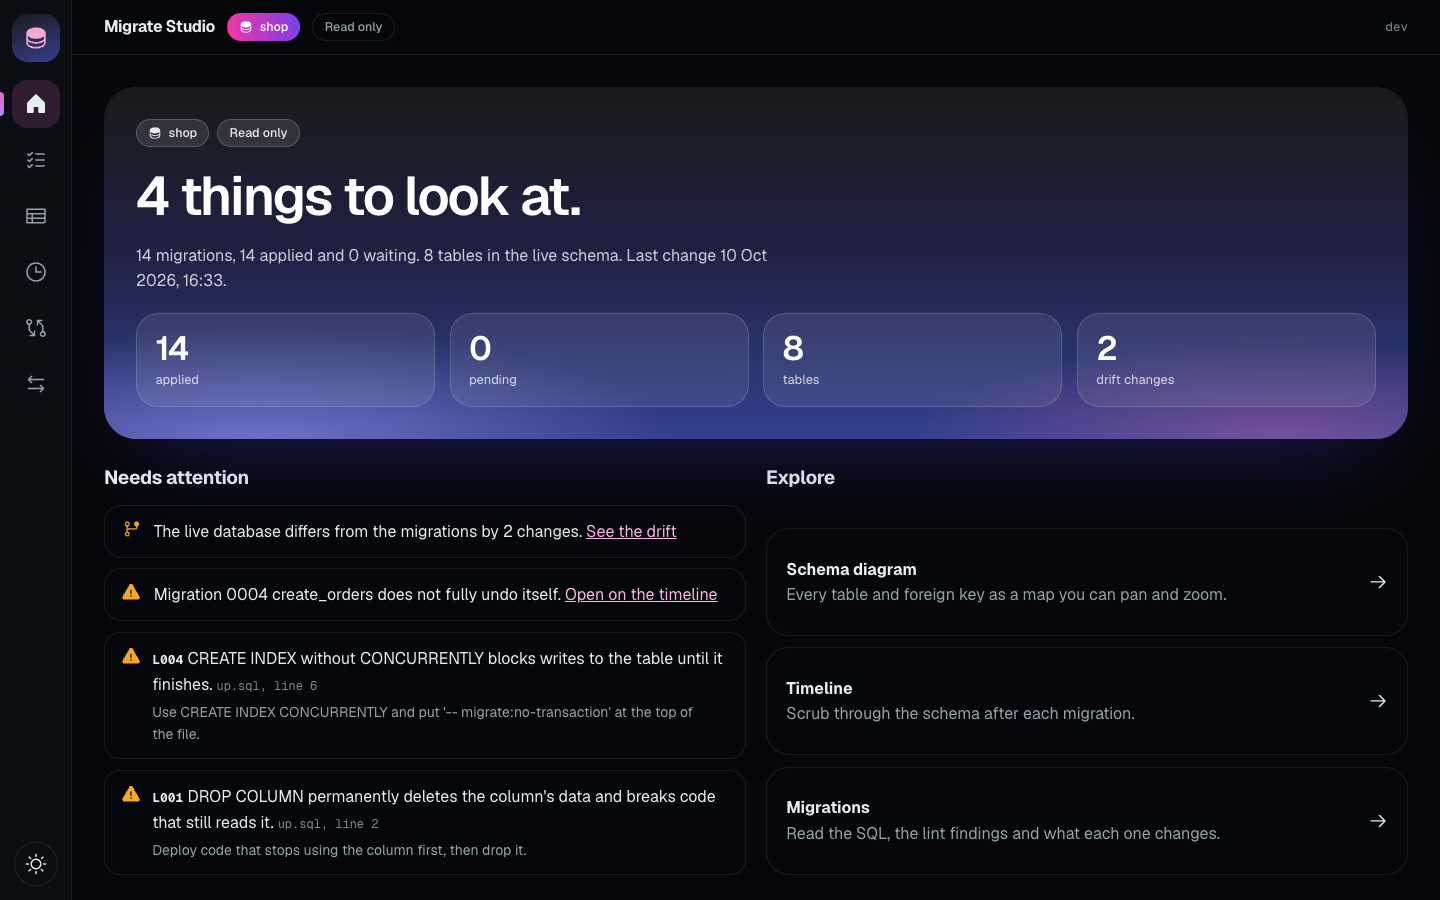 Migrate Studio
shop
Read only
dev
shop
Read only
4 things to look at.
14 migrations, 14 applied and 0 waiting. 8 tables in the live schema. Last change 10 Oct
2026, 16:33.
14
applied
0
pending
8
tables
2
drift changes
Needs attention
The live database differs from the migrations by 2 changes. See the drift
Migration 0004 create_orders does not fully undo itself. Open on the timeline
L004 CREATE INDEX without CONCURRENTLY blocks writes to the table until it
finishes. up.sql, line 6
Use CREATE INDEX CONCURRENTLY and put '-- migrate:no-transaction' at the top of
the file.
L001 DROP COLUMN permanently deletes the column's data and breaks code
that still reads it. up.sql, line 2
Deploy code that stops using the column first, then drop it.
Explore
Schema diagram
Every table and foreign key as a map you can pan and zoom.
Timeline
Scrub through the schema after each migration.
Migrations
Read the SQL, the lint findings and what each one changes.